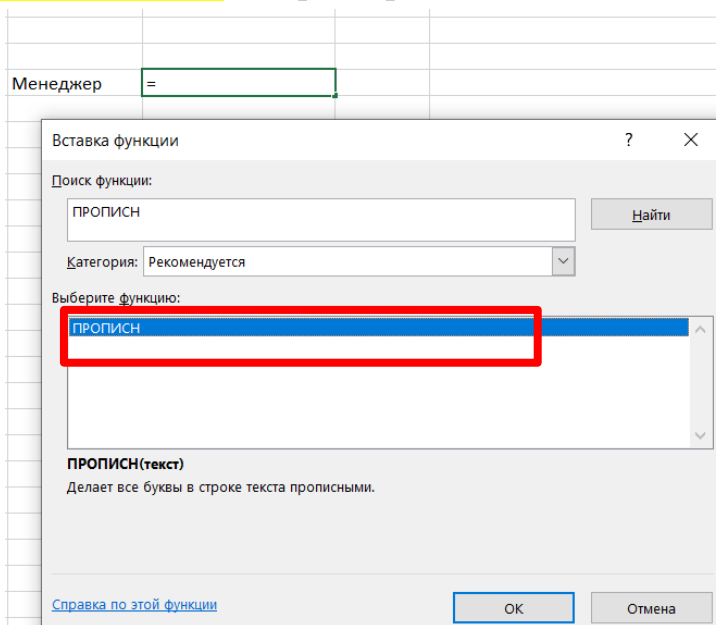 Менеджер =
Вставка функции ?
Поиск функции:
ПРОПИСН Найти
Категория: Рекомендуется
Выберите функцию:
ПРОПИСН
ПРОПИСН(текст)
Делает все буквы в строке текста прописными.
Справка по этой функции ОК Отмена